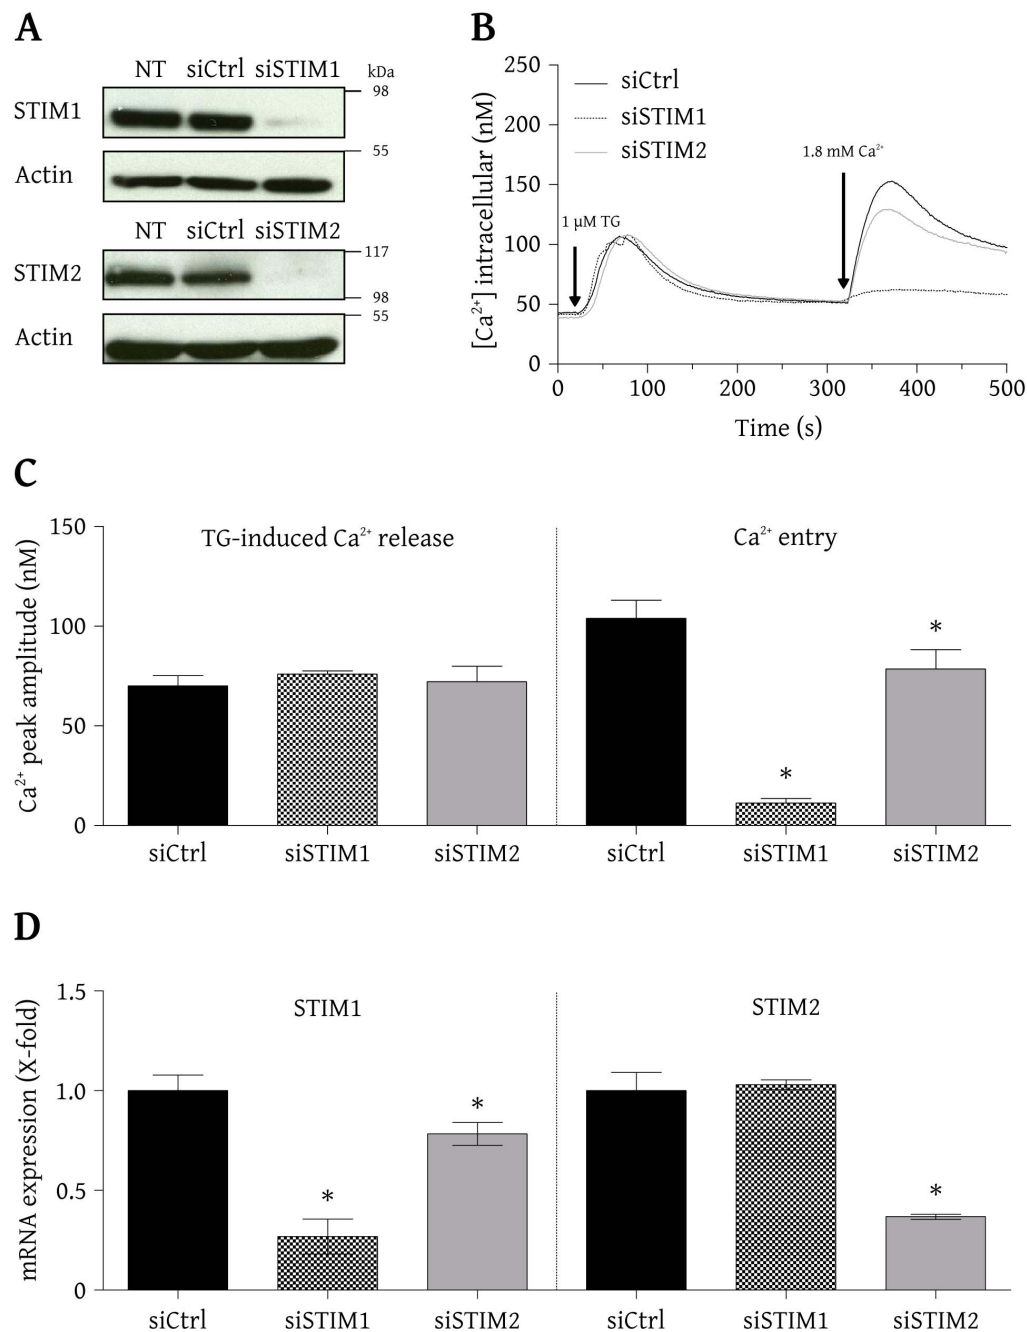 A
NT siCtrl siSTIM1 kDa
98
STIM1
55
Actin
NT siCtrl siSTIM2
117
STIM2
98
55
Actin
B
[Ca²⁺] intracellular (nM)
250
200
150
100
50
0
siCtrl
siSTIM1
siSTIM2
1 µM TG
1.8 mM Ca²⁺
0 100 200 300 400 500
Time (s)
C
Ca²⁺ peak amplitude (nM)
150
100
50
0
TG-induced Ca²⁺ release
Ca²⁺ entry
*
*
siCtrl siSTIM1 siSTIM2 siCtrl siSTIM1 siSTIM2
D
mRNA expression (X-fold)
1.5
1.0
0.5
0
STIM1
STIM2
*
*
*
siCtrl siSTIM1 siSTIM2 siCtrl siSTIM1 siSTIM2